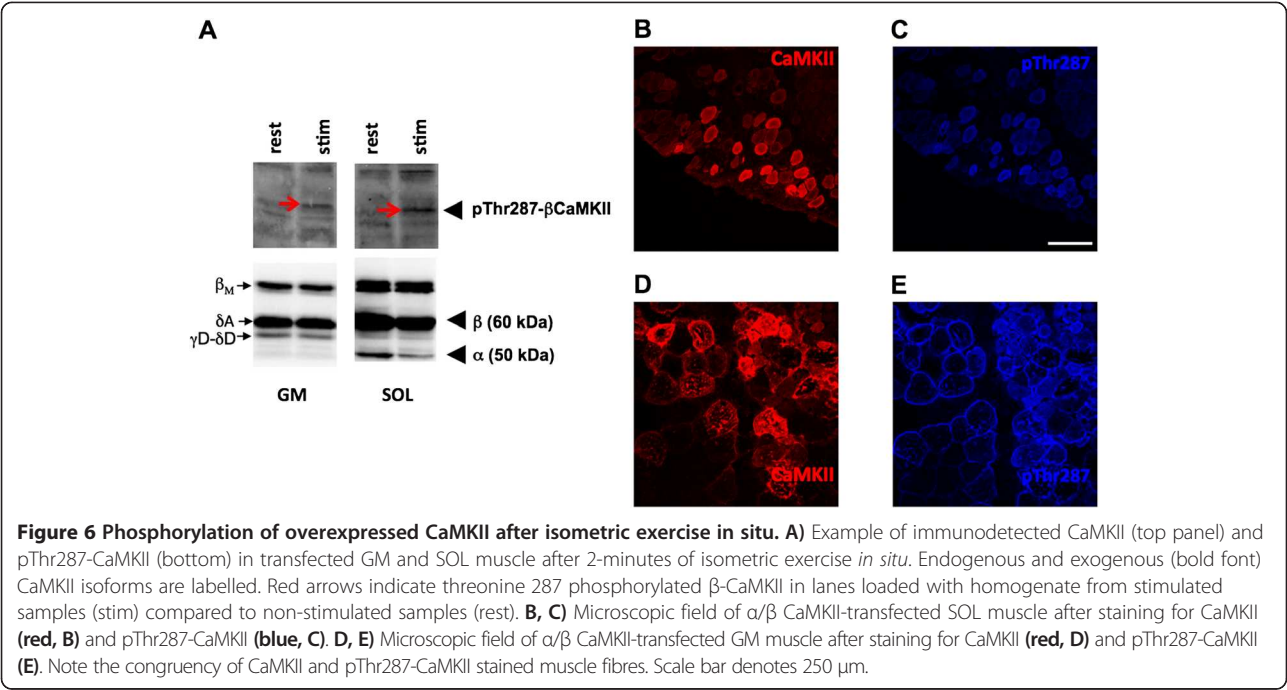 A
rest
stim
rest
stim
pThr287-βCaMKII
βM
δA
γD-δD
β (60 kDa)
α (50 kDa)
GM
SOL
B
CaMKII
C
pThr287
D
CaMKII
E
pThr287
Figure 6 Phosphorylation of overexpressed CaMKII after isometric exercise in situ. A) Example of immunodetected CaMKII (top panel) and
pThr287-CaMKII (bottom) in transfected GM and SOL muscle after 2-minutes of isometric exercise in situ. Endogenous and exogenous (bold font)
CaMKII isoforms are labelled. Red arrows indicate threonine 287 phosphorylated β-CaMKII in lanes loaded with homogenate from stimulated
samples (stim) compared to non-stimulated samples (rest). B, C) Microscopic field of α/β CaMKII-transfected SOL muscle after staining for CaMKII
(red, B) and pThr287-CaMKII (blue, C). D, E) Microscopic field of α/β CaMKII-transfected GM muscle after staining for CaMKII (red, D) and pThr287-CaMKII
(E). Note the congruency of CaMKII and pThr287-CaMKII stained muscle fibres. Scale bar denotes 250 μm.